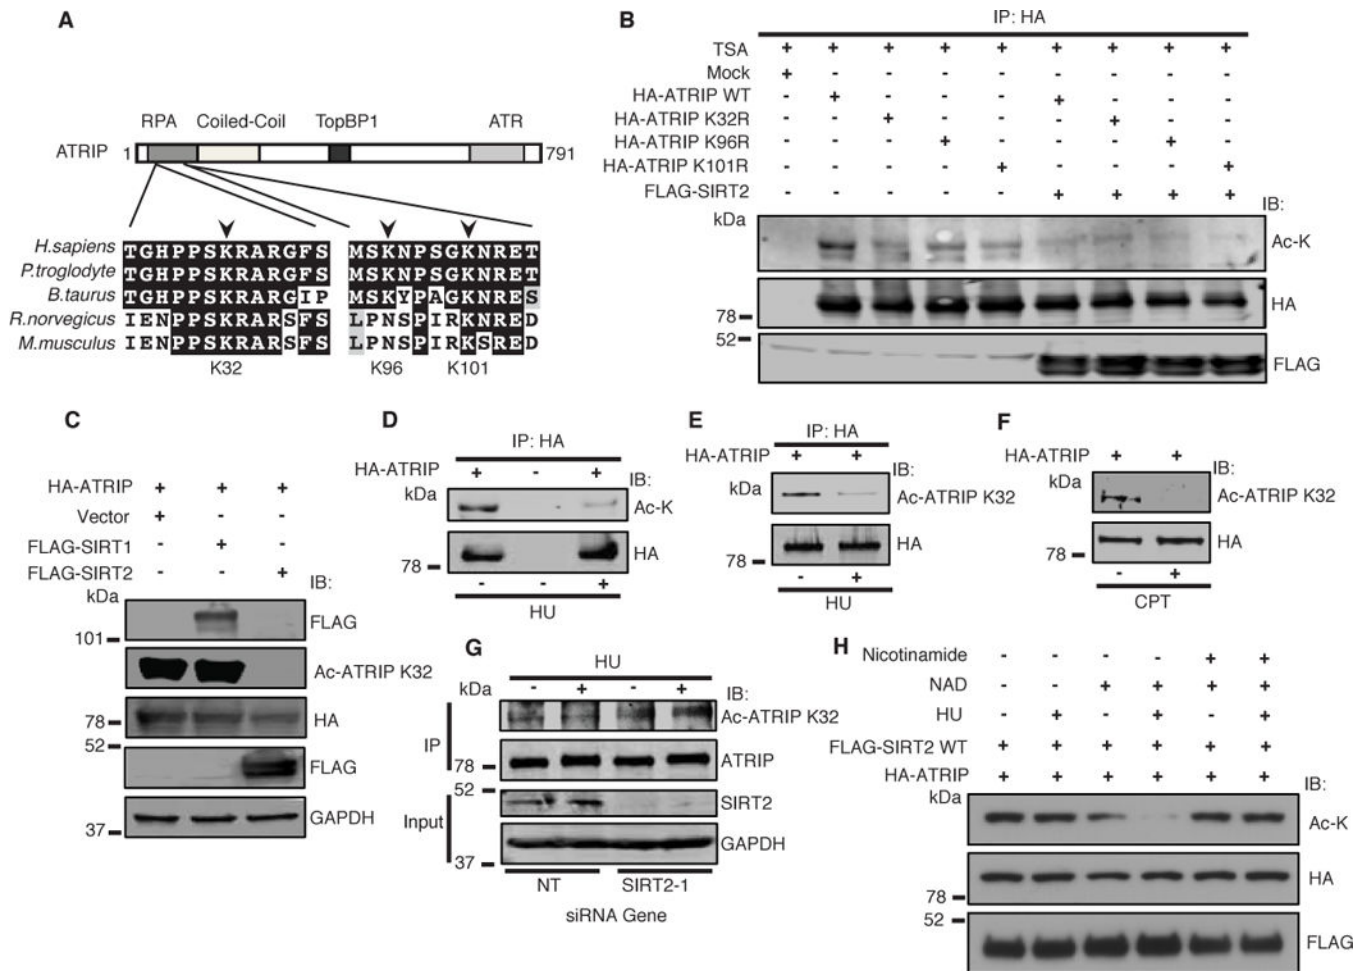 A
RPA Coiled-Coil TopBP1 ATR
ATRIP 1 791
H.sapiens TGHPPSKRARGFS MSKNPSGKNRET
P.troglodyte TGHPPSKRARGFS MSKNPSGKNRET
B.taurus TGHPPSKRARGIP MSKYPAGKNRES
R.norvegicus IENPPSKRARSFS LPNSPIRKNRED
M.musculus IENPPSKRARSFS LPNSPIRKSRED
K32 K96 K101
B
IP: HA
TSA + + + + + + + + +
Mock + - - - - - - - -
HA-ATRIP WT - + - - - + - - -
HA-ATRIP K32R - - + - - - + - -
HA-ATRIP K96R - - - + - - - + -
HA-ATRIP K101R - - - - + - - - +
FLAG-SIRT2 - - - - - + + + +
IB:
kDa
Ac-K
HA
78
52
FLAG
C
HA-ATRIP + + +
Vector + - -
FLAG-SIRT1 - + -
FLAG-SIRT2 - - +
IB:
kDa
FLAG
101
Ac-ATRIP K32
HA
78
52
FLAG
GAPDH
37
D
IP: HA
HA-ATRIP + - +
IB:
kDa
Ac-K
HA
78
- - +
HU
E
IP: HA
HA-ATRIP + +
IB:
kDa
Ac-ATRIP K32
HA
78
- +
HU
F
HA-ATRIP + +
IB:
kDa
Ac-ATRIP K32
HA
78
- +
CPT
G
HU
kDa - + - +
IB:
Ac-ATRIP K32
IP
ATRIP
78
52
SIRT2
Input
GAPDH
37
NT SIRT2-1
siRNA Gene
H
Nicotinamide - - - - + +
NAD - - + + + +
HU - + - + - +
FLAG-SIRT2 WT + + + + + +
HA-ATRIP + + + + + +
IB:
kDa
Ac-K
HA
78
52
FLAG